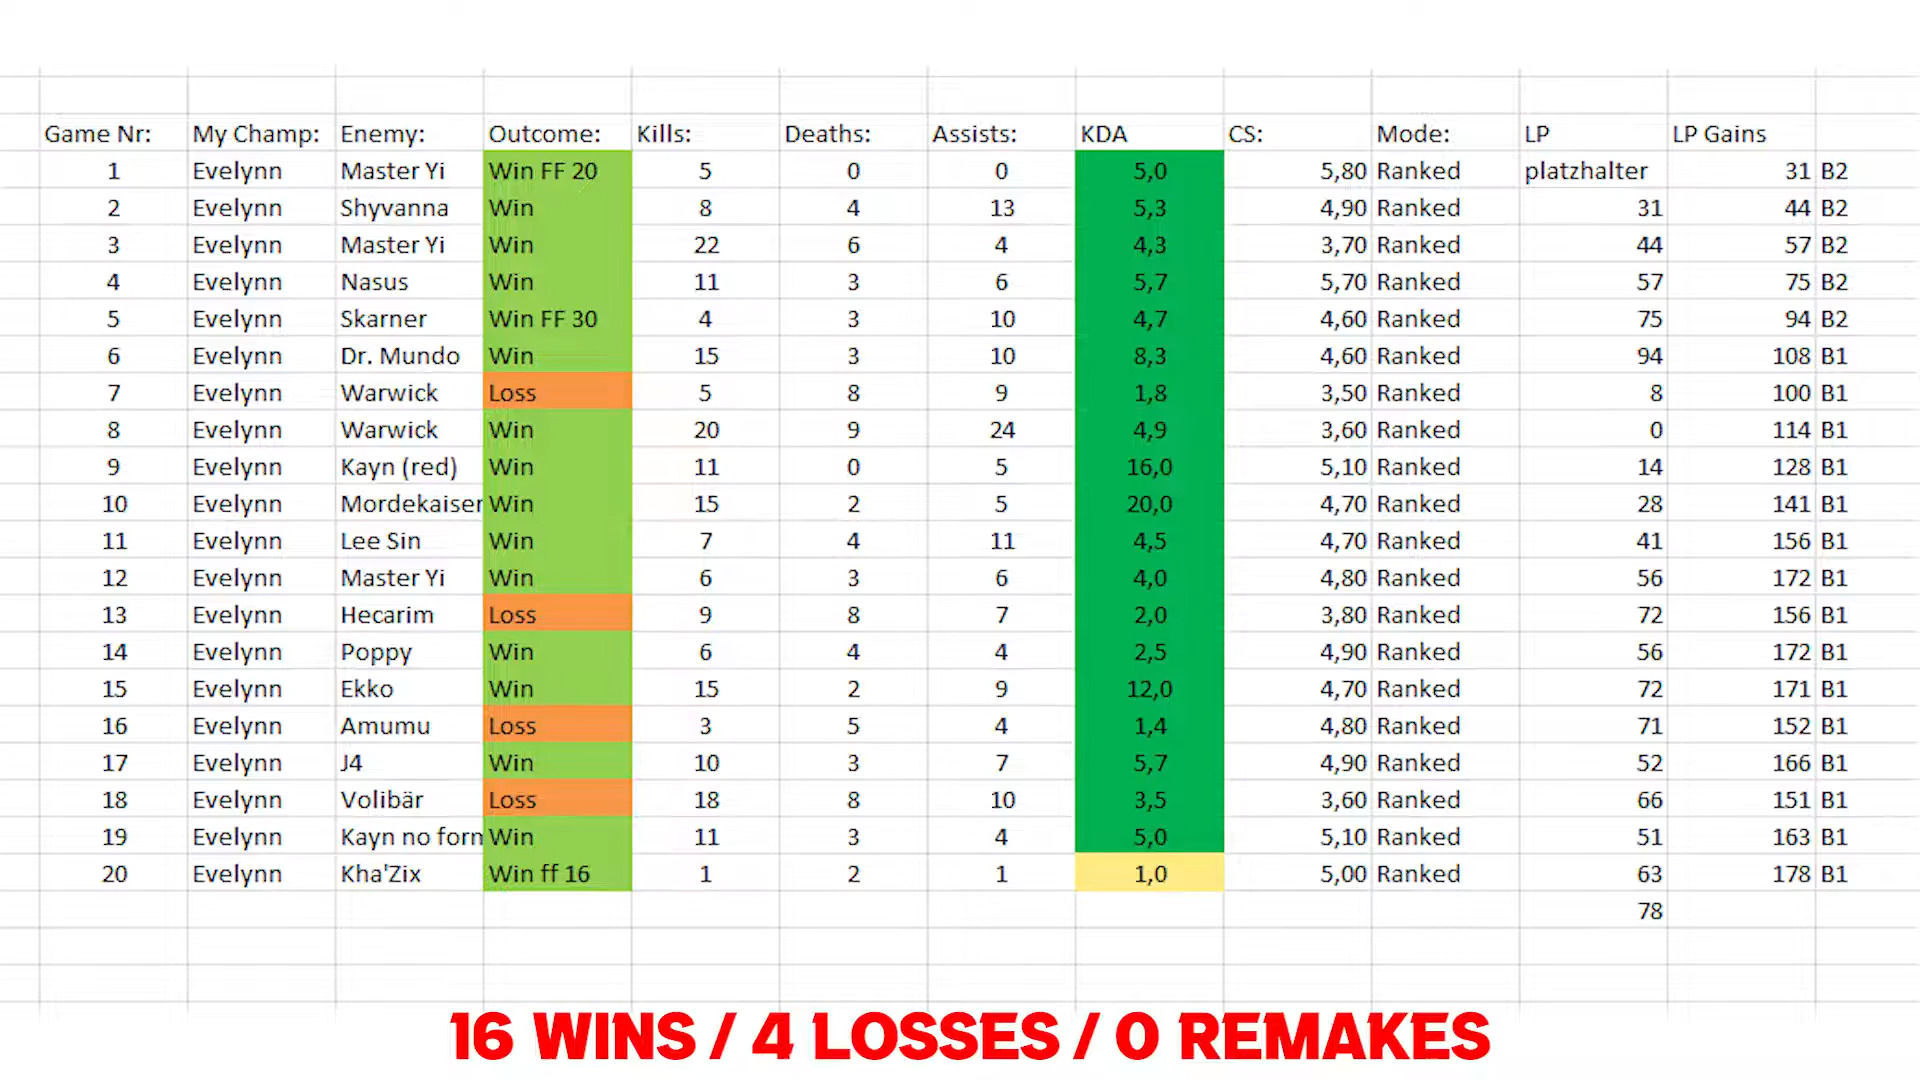 Game Nr: My Champ: Enemy: Outcome: Kills: Deaths: Assists: KDA CS: Mode: LP LP Gains
1 Evelynn Master Yi Win FF 20 5 0 0 5,0 5,80 Ranked platzhalter 31 B2
2 Evelynn Shyvanna Win 8 4 13 5,3 4,90 Ranked 31 44 B2
3 Evelynn Master Yi Win 22 6 4 4,3 3,70 Ranked 44 57 B2
4 Evelynn Nasus Win 11 3 6 5,7 5,70 Ranked 57 75 B2
5 Evelynn Skarner Win FF 30 4 3 10 4,7 4,60 Ranked 75 94 B2
6 Evelynn Dr. Mundo Win 15 3 10 8,3 4,60 Ranked 94 108 B1
7 Evelynn Warwick Loss 5 8 9 1,8 3,50 Ranked 8 100 B1
8 Evelynn Warwick Win 20 9 24 4,9 3,60 Ranked 0 114 B1
9 Evelynn Kayn (red) Win 11 0 5 16,0 5,10 Ranked 14 128 B1
10 Evelynn Mordekaiser Win 15 2 5 20,0 4,70 Ranked 28 141 B1
11 Evelynn Lee Sin Win 7 4 11 4,5 4,70 Ranked 41 156 B1
12 Evelynn Master Yi Win 6 3 6 4,0 4,80 Ranked 56 172 B1
13 Evelynn Hecarim Loss 9 8 7 2,0 3,80 Ranked 72 156 B1
14 Evelynn Poppy Win 6 4 4 2,5 4,90 Ranked 56 172 B1
15 Evelynn Ekko Win 15 2 9 12,0 4,70 Ranked 72 171 B1
16 Evelynn Amumu Loss 3 5 4 1,4 4,80 Ranked 71 152 B1
17 Evelynn J4 Win 10 3 7 5,7 4,90 Ranked 52 166 B1
18 Evelynn Volibär Loss 18 8 10 3,5 3,60 Ranked 66 151 B1
19 Evelynn Kayn no form Win 11 3 4 5,0 5,10 Ranked 51 163 B1
20 Evelynn Kha'Zix Win ff 16 1 2 1 1,0 5,00 Ranked 63 178 B1
78
16 WINS / 4 LOSSES / 0 REMAKES